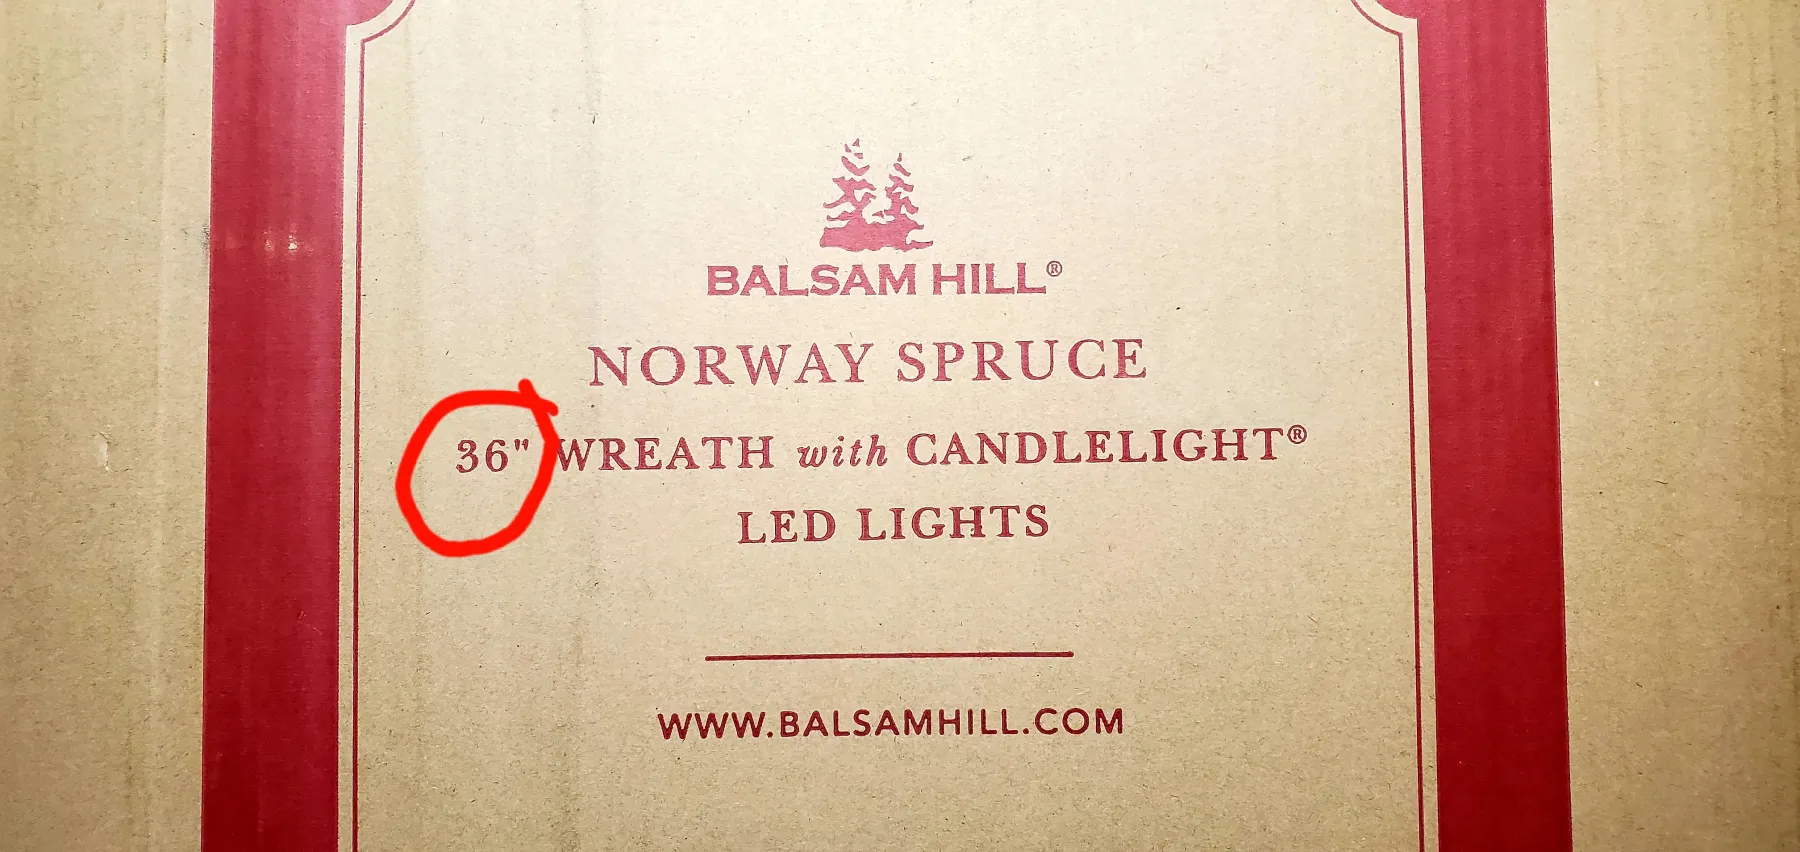 BALSAM HILL®
NORWAY SPRUCE
36" WREATH with CANDLELIGHT®
LED LIGHTS
WWW.BALSAMHILL.COM